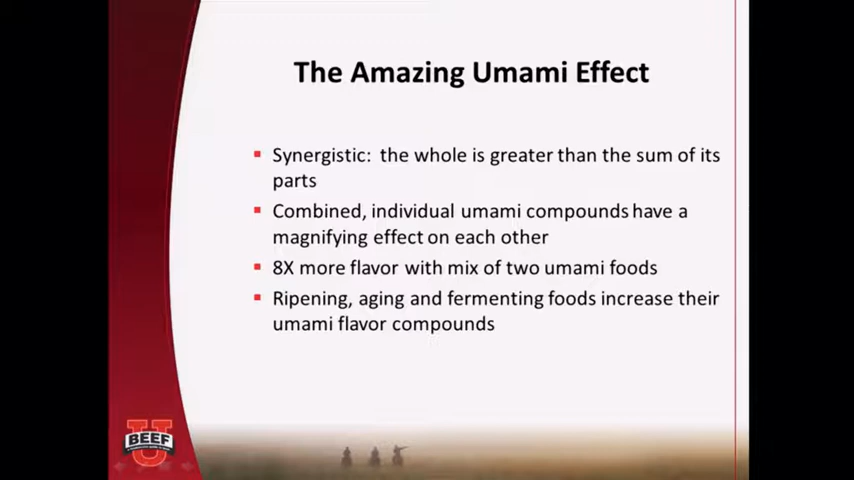 The Amazing Umami Effect
Synergistic: the whole is greater than the sum of its
parts
Combined, individual umami compounds have a
magnifying effect on each other
8X more flavor with mix of two umami foods
Ripening, aging and fermenting foods increase their
umami flavor compounds
U
BEEF